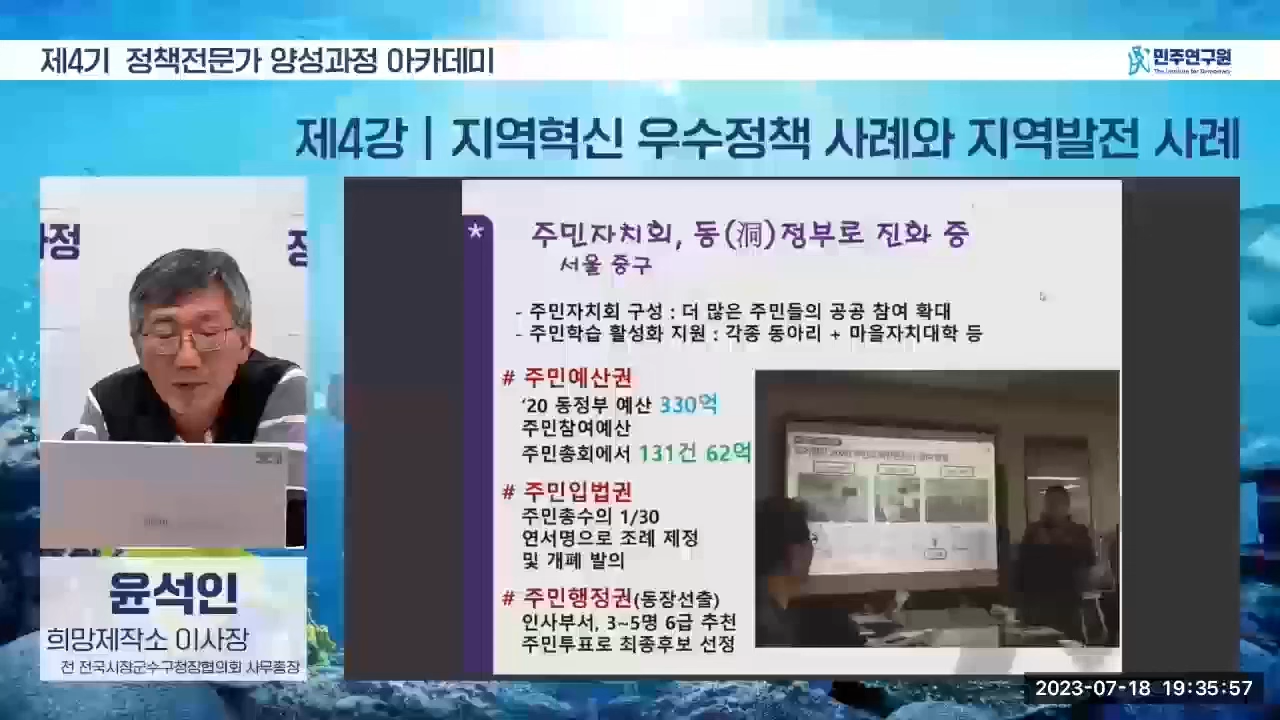 제4기 정책전문가 양성과정 아카데미
민주연구원
The Institute for Democracy
제4강 | 지역혁신 우수정책 사례와 지역발전 사례
*
주민자치회, 동(洞)정부로 진화 중
서울 중구
- 주민자치회 구성 : 더 많은 주민들의 공공 참여 확대
- 주민학습 활성화 지원 : 각종 동아리 + 마을자치대학 등
# 주민예산권
‘20 동정부 예산 330억
주민참여예산
주민총회에서 131건 62억
# 주민입법권
주민총수의 1/30
연서명으로 조례 제정
및 개폐 발의
# 주민행정권(동장선출)
인사부서, 3~5명 6급 추천
주민투표로 최종후보 선정
윤석인
희망제작소 이사장
전 전국시장군수구청장협의회 사무총장
2023-07-18 19:35:57